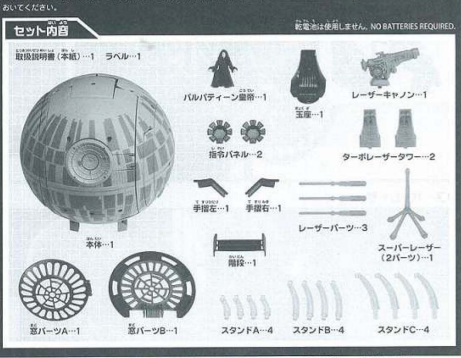 おいてください。
セット内容
乾電池は使用しません。NO BATTERIES REQUIRED.
取扱説明書(本紙)…1 ラベル…1
パルパティーン皇帝…1
玉座…1
レーザーキャノン…1
指令パネル…2
ターボレーザータワー…2
手摺左…1
手摺右…1
レーザーパーツ…3
スーパーレーザー
(2パーツ)…1
本体…1
階段…1
窓パーツA…1
窓パーツB…1
スタンドA…4
スタンドB…4
スタンドC…4